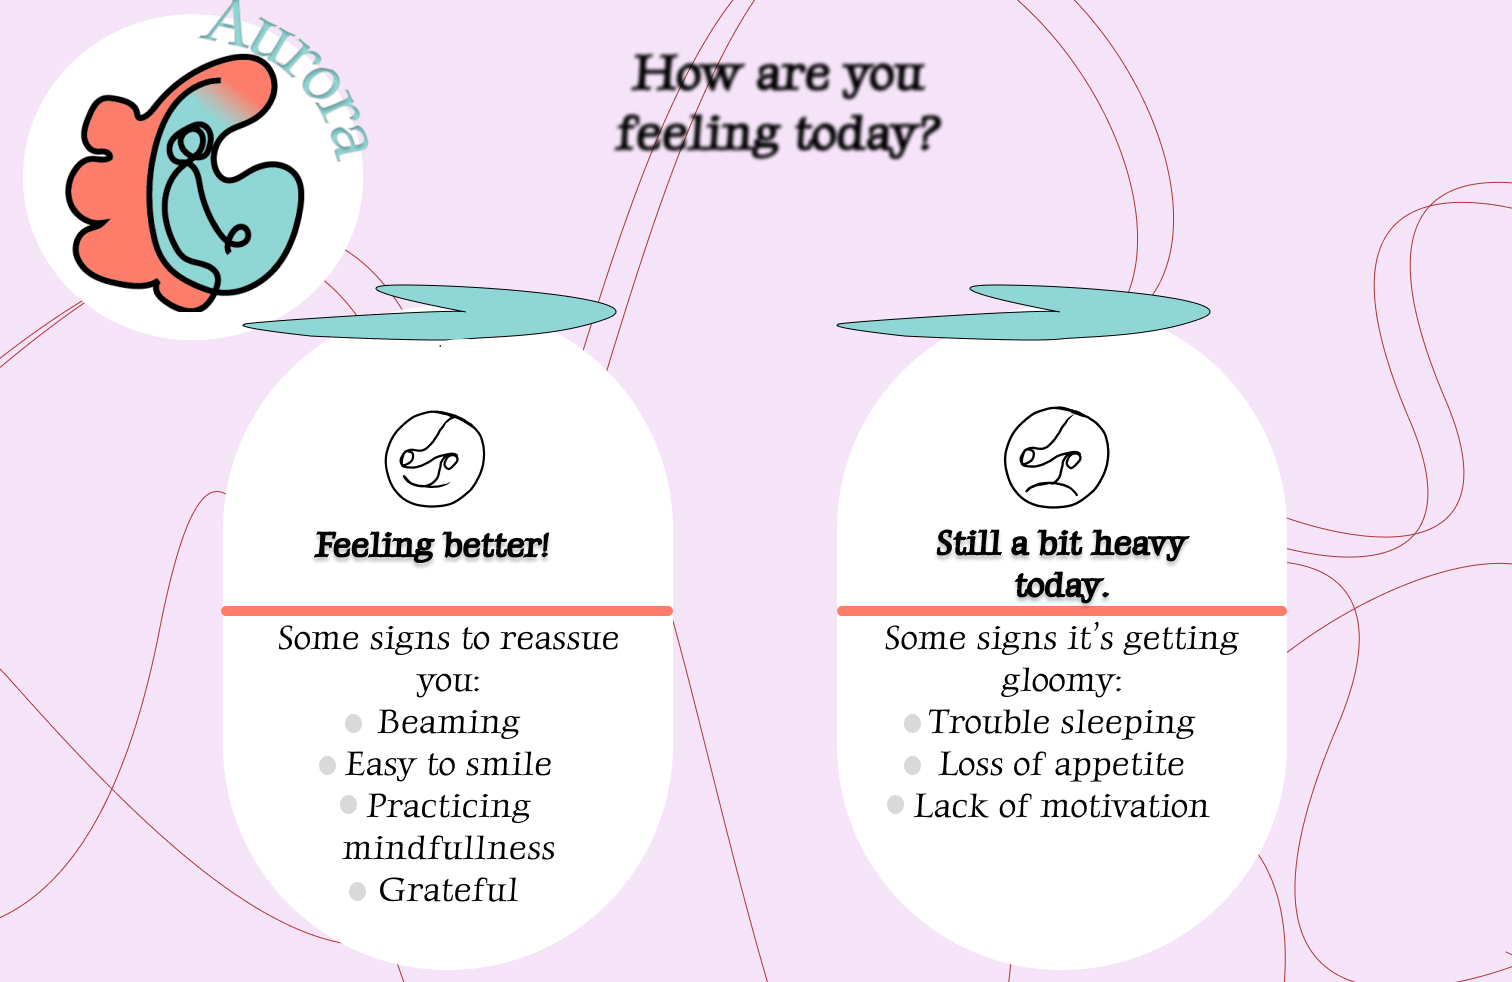 Aurora
How are you
feeling today?
Feeling better!
Some signs to reassue
you:
Beaming
Easy to smile
Practicing
mindfullness
Grateful
Still a bit heavy
today.
Some signs it’s getting
gloomy:
Trouble sleeping
Loss of appetite
Lack of motivation